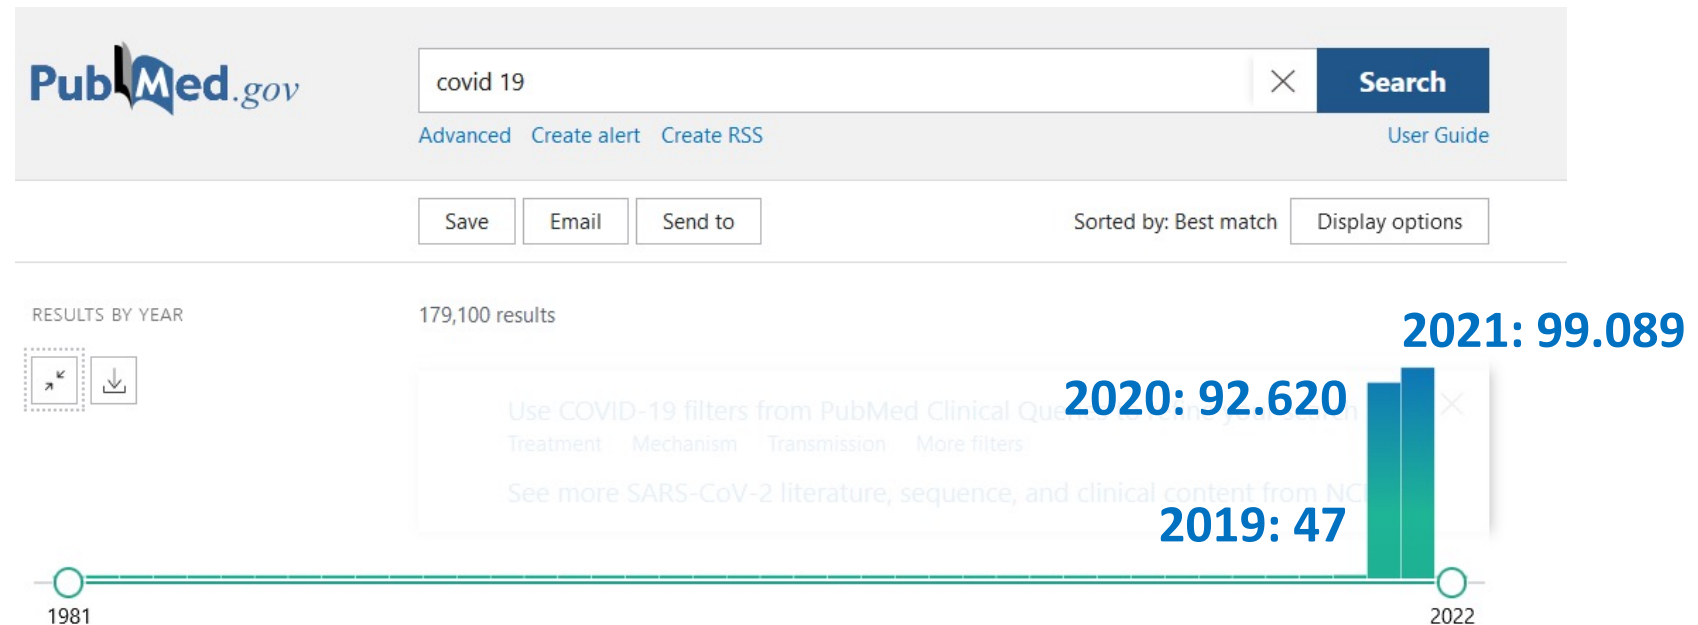 PubMed.gov
covid 19
Search
Advanced Create alert Create RSS
User Guide
Save Email Send to
Sorted by: Best match Display options
RESULTS BY YEAR
179,100 results
2021: 99.089
2020: 92.620
Use COVID-19 filters from PubMed Clinical
Treatment Mechanism Transmission More filters
See more SARS-CoV-2 literature, sequence, and clinical content from
2019: 47
1981
2022